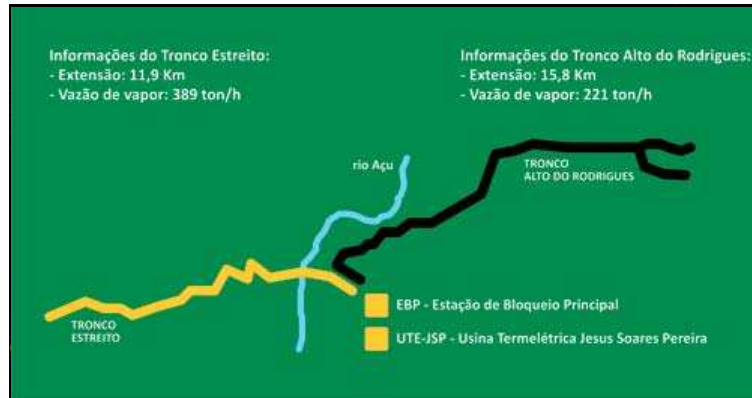 Informações do Tronco Estreito:
- Extensão: 11,9 Km
- Vazão de vapor: 389 ton/h
Informações do Tronco Alto do Rodrigues:
- Extensão: 15,8 Km
- Vazão de vapor: 221 ton/h
rio Açu
TRONCO
ALTO DO RODRIGUES
TRONCO
ESTREITO
EBP - Estação de Bloqueio Principal
UTE-JSP - Usina Termelétrica Jesus Soares Pereira